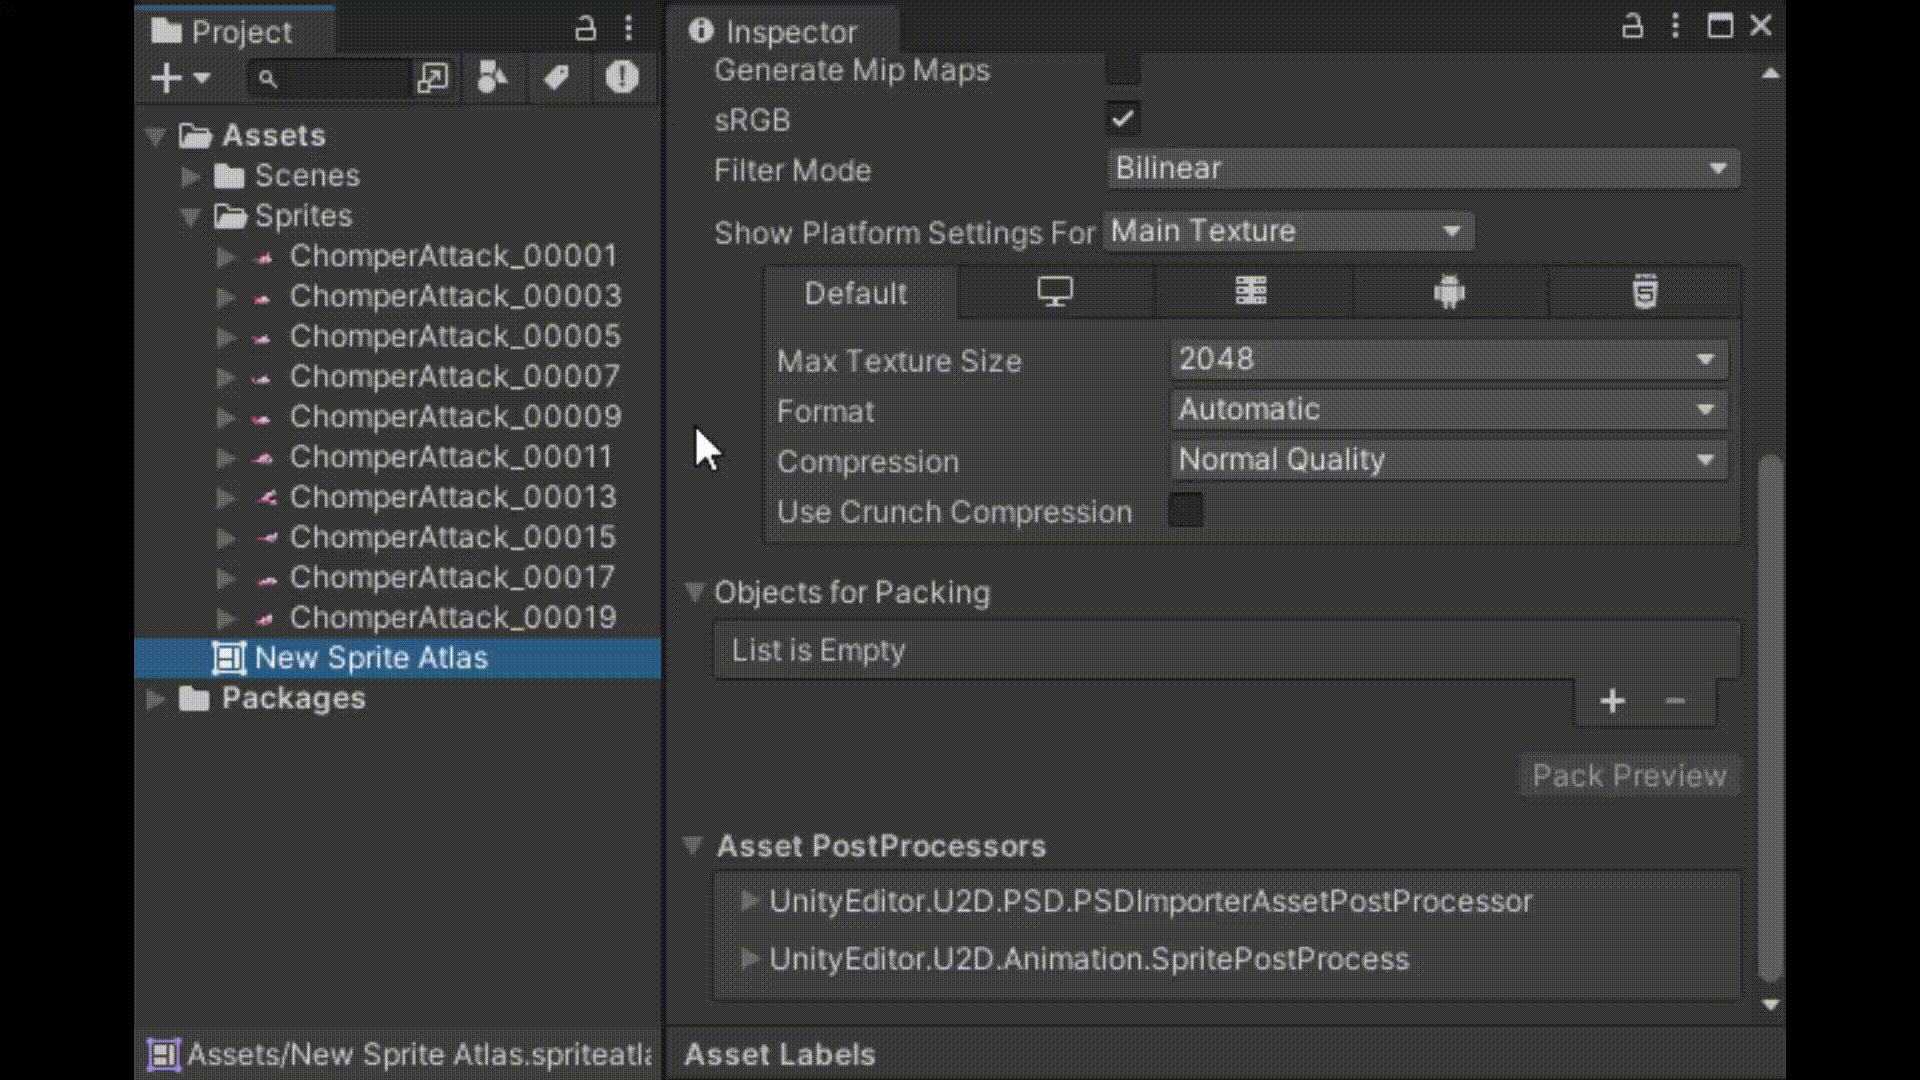 Project
Assets
Scenes
Sprites
ChomperAttack_00001
ChomperAttack_00003
ChomperAttack_00005
ChomperAttack_00007
ChomperAttack_00009
ChomperAttack_00011
ChomperAttack_00013
ChomperAttack_00015
ChomperAttack_00017
ChomperAttack_00019
New Sprite Atlas
Packages
Assets/New Sprite Atlas.spriteatla
Inspector
Generate Mip Maps
sRGB
Filter Mode Bilinear
Show Platform Settings For Main Texture
Default
Max Texture Size 2048
Format Automatic
Compression Normal Quality
Use Crunch Compression
Objects for Packing
List is Empty
Pack Preview
Asset PostProcessors
UnityEditor.U2D.PSD.PSDImporterAssetPostProcessor
UnityEditor.U2D.Animation.SpritePostProcess
Asset Labels